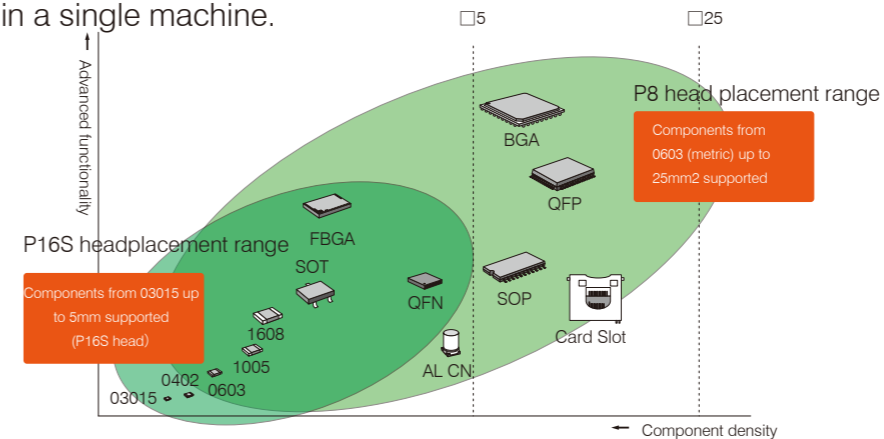 in a single machine.
□5
□25
Advanced functionality
P8 head placement range
Components from
0603 (metric) up to
25mm2 supported
BGA
QFP
FBGA
P16S headplacement range
SOT
Components from 03015 up
to 5mm supported
(P16S head)
QFN
SOP
1608
Card Slot
1005
AL CN
0402
0603
03015
Component density